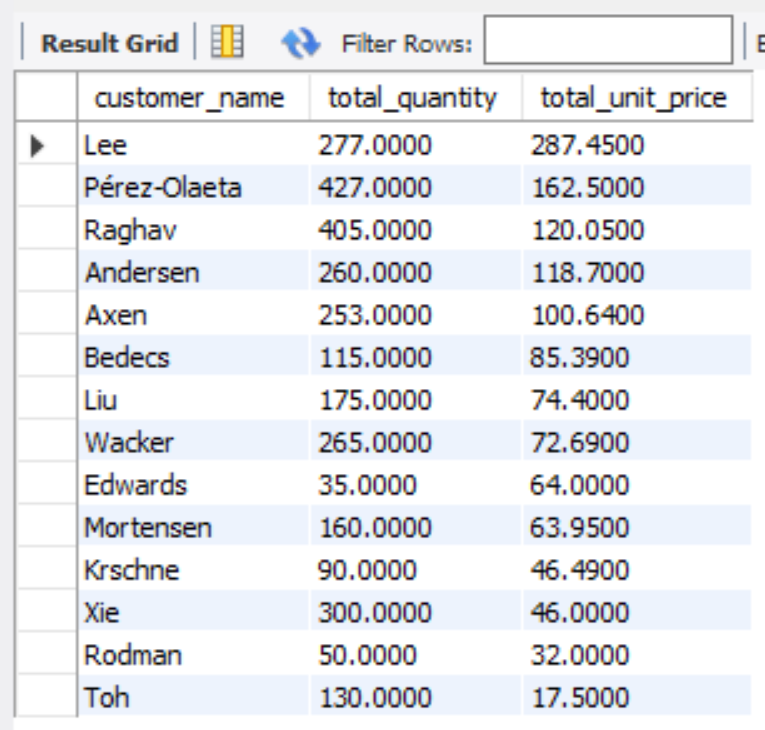 Result Grid Filter Rows:
customer_name total_quantity total_unit_price
Lee 277.0000 287.4500
Pérez-Olaeta 427.0000 162.5000
Raghav 405.0000 120.0500
Andersen 260.0000 118.7000
Axen 253.0000 100.6400
Bedecs 115.0000 85.3900
Liu 175.0000 74.4000
Wacker 265.0000 72.6900
Edwards 35.0000 64.0000
Mortensen 160.0000 63.9500
Krschne 90.0000 46.4900
Xie 300.0000 46.0000
Rodman 50.0000 32.0000
Toh 130.0000 17.5000